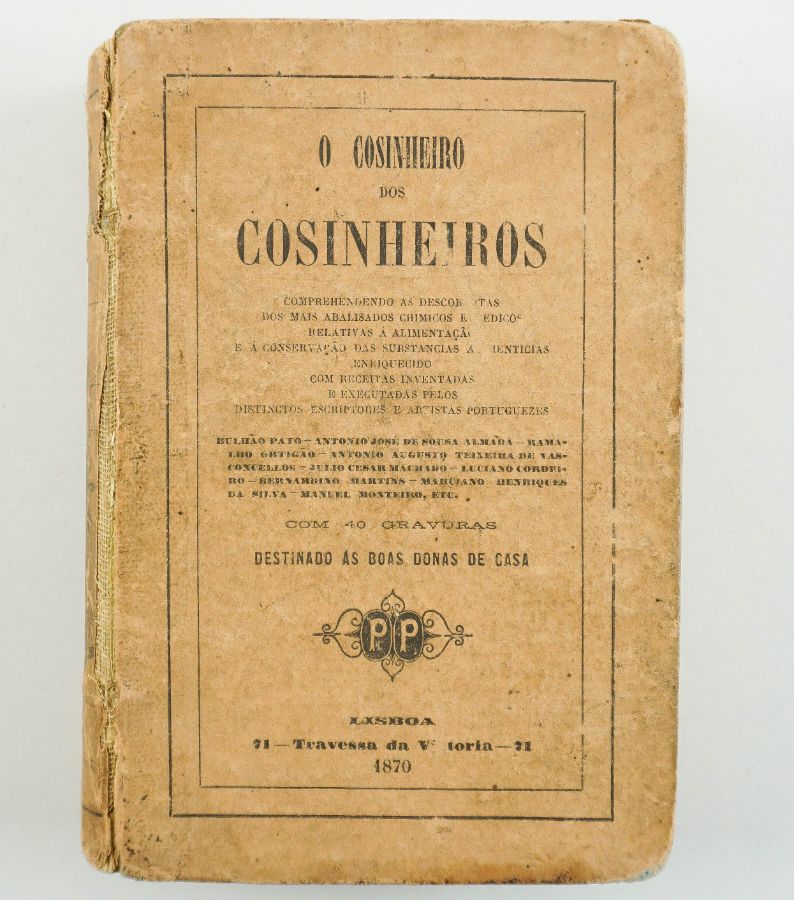 O COSINHEIRO
DOS
COSINHEIROS
COMPREHENDENDO AS
DOS MAIS ABALISADOS CHIMICOS E
RELATIVAS Á
E Á CONSERVAÇÃO DAS SUBSTANCIAS
ENRIQUECIDO
COM RECEITAS INVENTADAS
E EXECUTADAS PELOS
DISTINCTOS ESCRIPTORES E ARTISTAS PORTUGUEZES
BULHÃO PATO — ANTONIO JOSÉ DE SOUSA ALMADA — RAMA-
LHO ORTIGÃO — ANTONIO AUGUSTO TEIXEIRA DE VAS-
CONCELLOS — JULIO CESAR MACHADO — LUCIANO CORDEI-
RO — BERNARDINO MARTINS — MARCIANO HENRIQUES
DA SILVA — MANUEL MONTEIRO, ETC.
COM 40 GRAVURAS
DESTINADO ÁS BOAS DONAS DE CASA
PP
LISBOA
71 — Travessa da — 71
1870